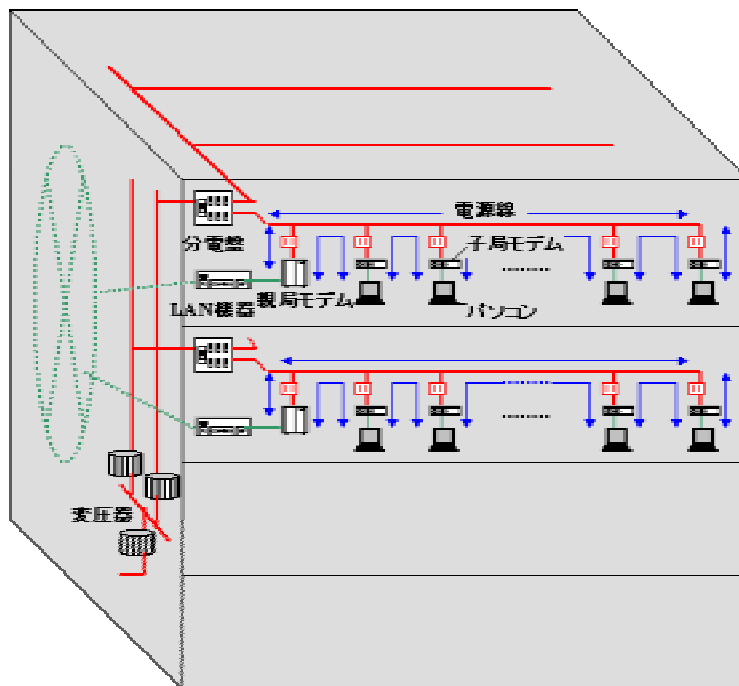 電源線
分電盤
子局モデム
LAN機器
親局モデム
パソコン
変圧器